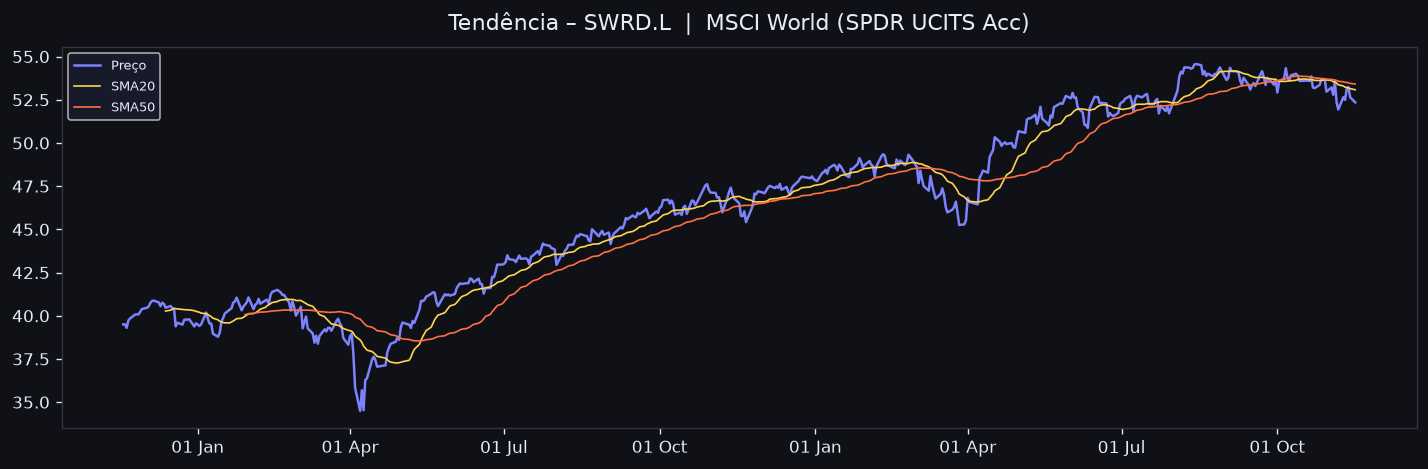 Tendência – SWRD.L | MSCI World (SPDR UCITS Acc)
Preço
SMA20
SMA50
55.0
52.5
50.0
47.5
45.0
42.5
40.0
37.5
35.0
01 Jan
01 Apr
01 Jul
01 Oct
01 Jan
01 Apr
01 Jul
01 Oct